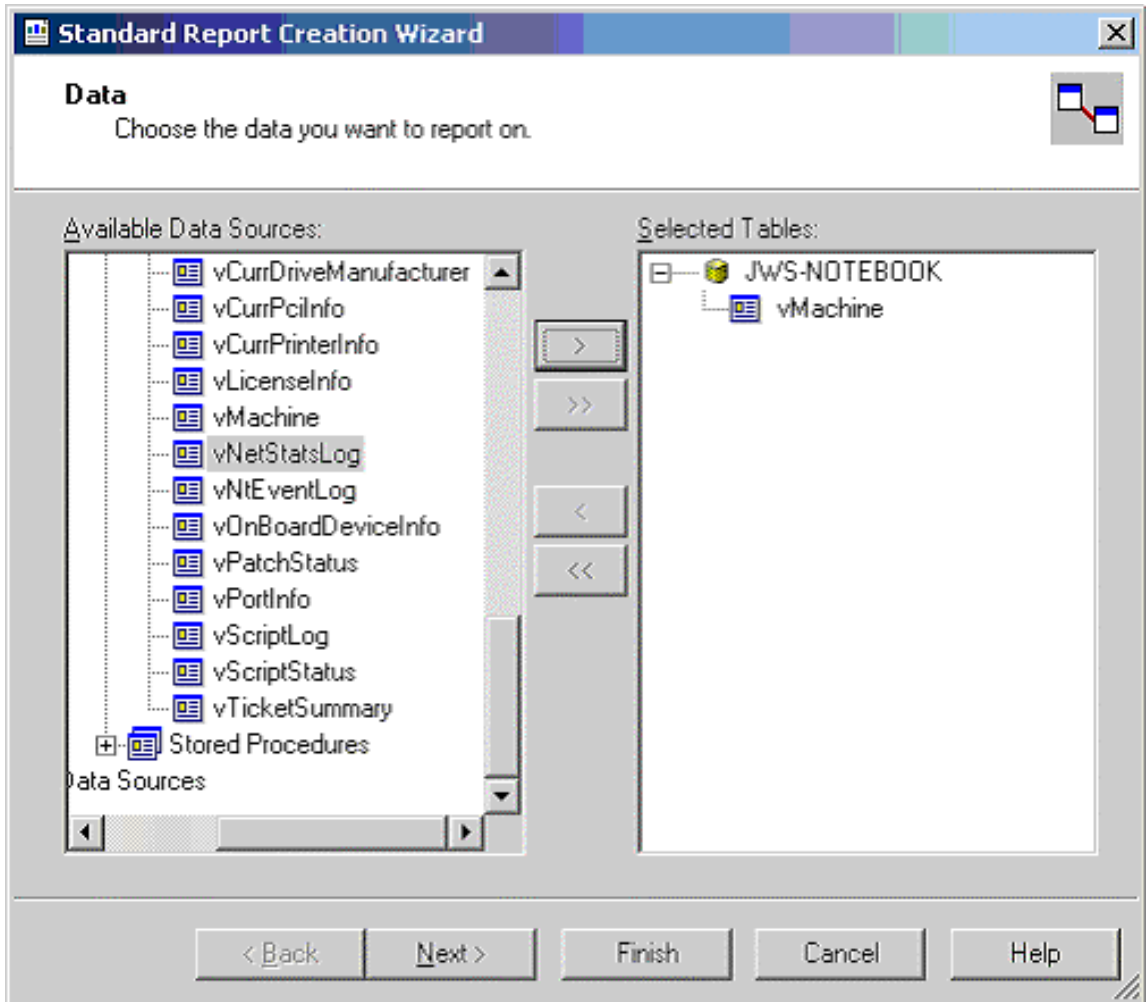 Standard Report Creation Wizard
Data
Choose the data you want to report on.
Available Data Sources:
vCurrDriveManufacturer
vCurrPciInfo
vCurrPrinterInfo
vLicenseInfo
vMachine
vNetStatsLog
vNtEventLog
vOnBoardDeviceInfo
vPatchStatus
vPortInfo
vScriptLog
vScriptStatus
vTicketSummary
Stored Procedures
Data Sources
>
>>
<
<<
Selected Tables:
JWS-NOTEBOOK
vMachine
< Back
Next >
Finish
Cancel
Help